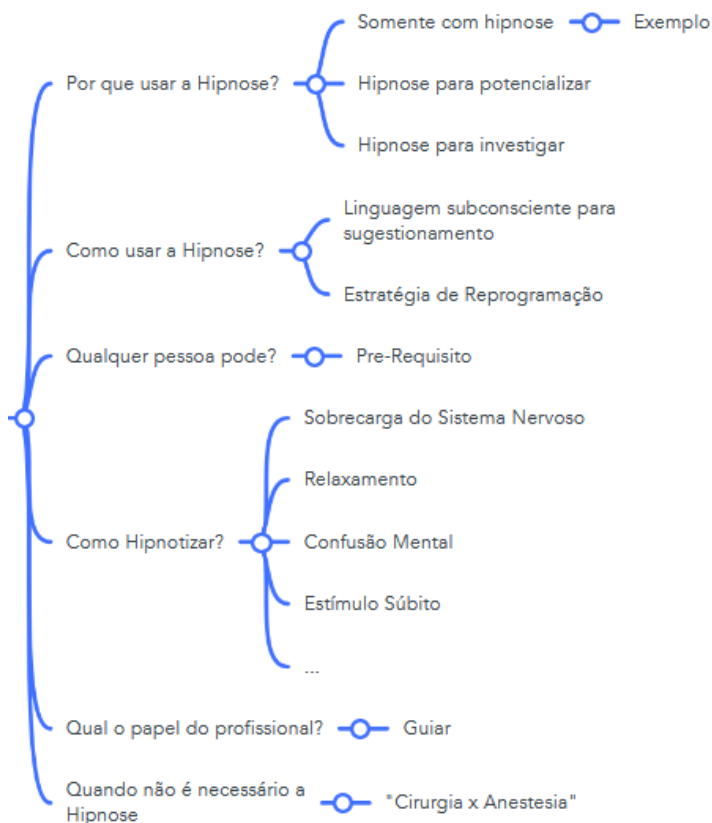 Somente com hipnose
Exemplo
Por que usar a Hipnose?
Hipnose para potencializar
Hipnose para investigar
Linguagem subconsciente para
sugestionamento
Como usar a Hipnose?
Estratégia de Reprogramação
Qualquer pessoa pode?
Pre-Requisito
Sobrecarga do Sistema Nervoso
Relaxamento
Como Hipnotizar?
Confusão Mental
Estímulo Súbito
...
Qual o papel do profissional?
Guiar
Quando não é necessário a
Hipnose
"Cirurgia x Anestesia"